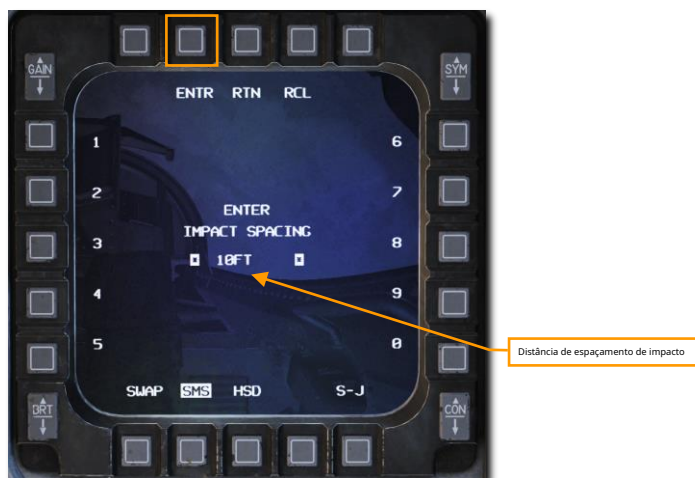 GAIN
SYM
ENTR RTN RCL
1
6
2
7
ENTER
IMPACT SPACING
3
8
10FT
4
9
5
0
Distância de espaçamento de impacto
SWAP SMS HSD S-J
BRT
CON